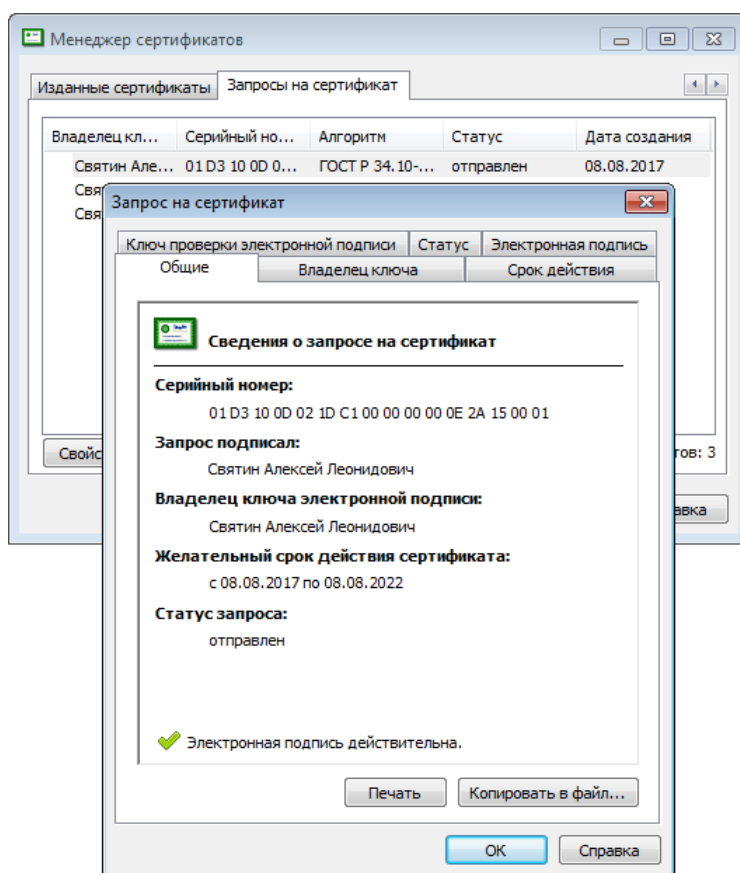 Менеджер сертификатов
Изданные сертификаты Запросы на сертификат
Владелец кл... Серийный но... Алгоритм Статус Дата создания
Святин Але... 01 D3 10 0D 0... ГОСТ Р 34.10-... отправлен 08.08.2017
Запрос на сертификат
Ключ проверки электронной подписи Статус Электронная подпись
Общие Владелец ключа Срок действия
Сведения о запросе на сертификат
Серийный номер:
01 D3 10 0D 02 1D C1 00 00 00 00 0E 2A 15 00 01
Запрос подписал:
Святин Алексей Леонидович
Владелец ключа электронной подписи:
Святин Алексей Леонидович
Желательный срок действия сертификата:
с 08.08.2017 по 08.08.2022
Статус запроса:
отправлен
Электронная подпись действительна.
Печать Копировать в файл...
OK Справка